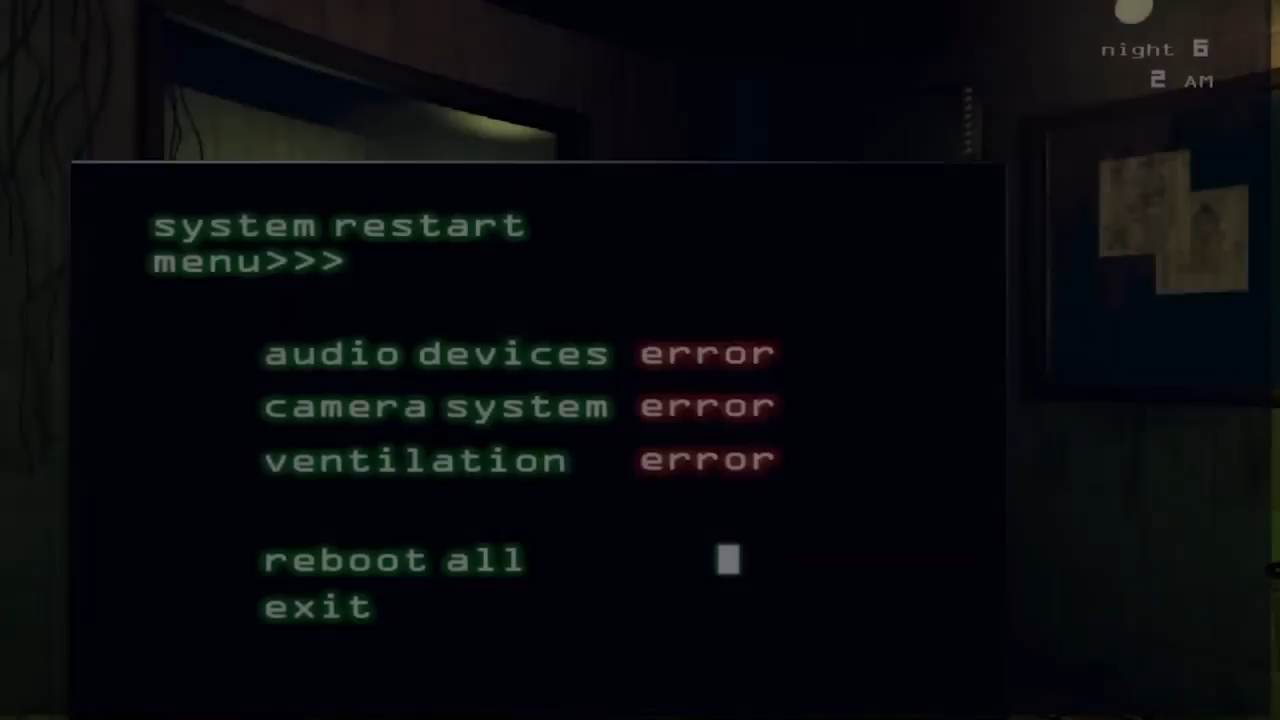 night 6
2 AM
system restart
menu>>>
audio devices error
camera system error
ventilation error
reboot all
exit